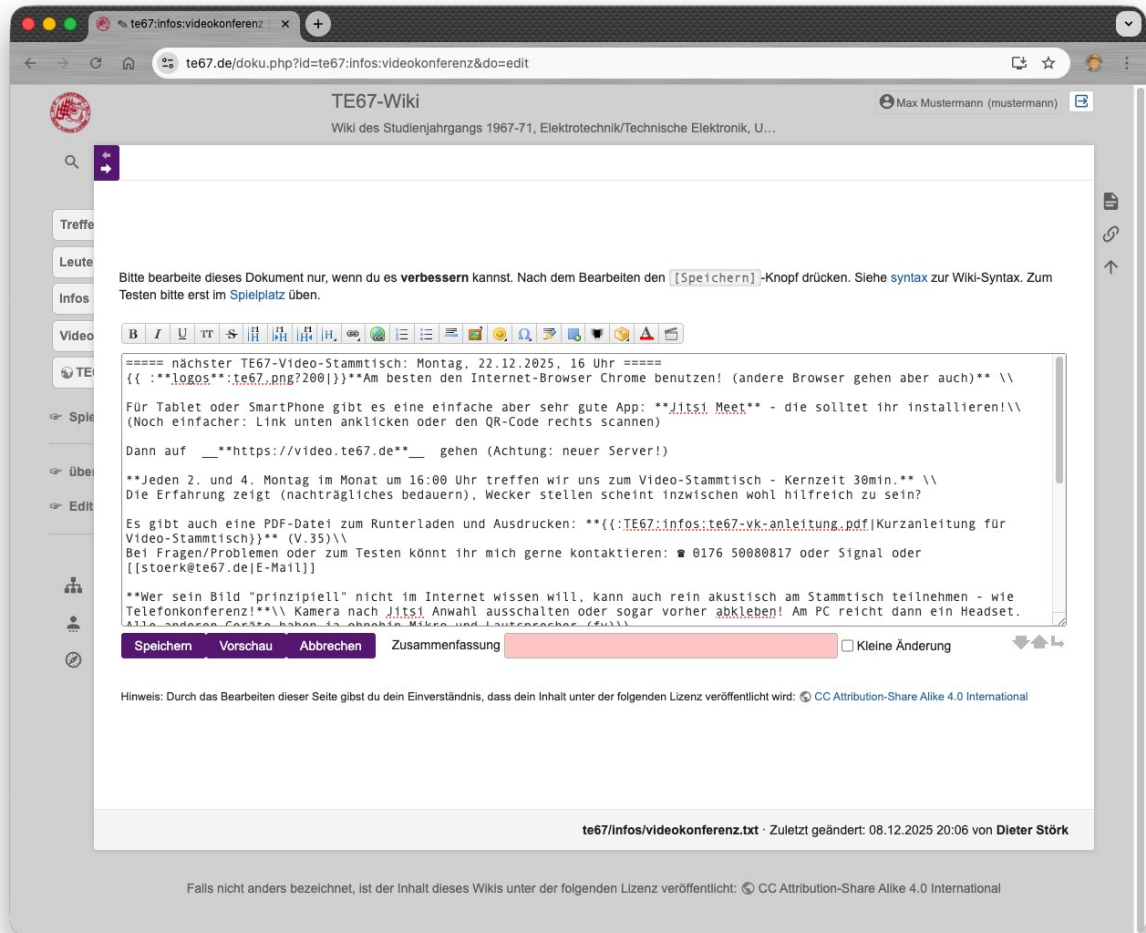 te67:infos:videokonferenz
te67.de/doku.php?id=te67:infos:videokonferenz&do=edit
TE67-Wiki
Wiki des Studienjahrgangs 1967-71, Elektrotechnik/Technische Elektronik, U…
Max Mustermann (mustermann)
Treffe
Leute
Infos
Video
TE
Spie
über
Edit
Bitte bearbeite dieses Dokument nur, wenn du es verbessern kannst. Nach dem Bearbeiten den [Speichern]-Knopf drücken. Siehe syntax zur Wiki-Syntax. Zum
Testen bitte erst im Spielplatz üben.
B I U TT S H H H H,
===== nächster TE67-Video-Stammtisch: Montag, 22.12.2025, 16 Uhr =====
{{ :**logos**:te67.png?200|}}**Am besten den Internet-Browser Chrome benutzen! (andere Browser gehen aber auch)** \\
Für Tablet oder SmartPhone gibt es eine einfache aber sehr gute App: **Jitsi Meet** - die solltet ihr installieren!\\
(Noch einfacher: Link unten anklicken oder den QR-Code rechts scannen)
Dann auf __**https://video.te67.de**__ gehen (Achtung: neuer Server!)
**Jeden 2. und 4. Montag im Monat um 16:00 Uhr treffen wir uns zum Video-Stammtisch - Kernzeit 30min.** \\
Die Erfahrung zeigt (nachträgliches bedauern), Wecker stellen scheint inzwischen wohl hilfreich zu sein?
Es gibt auch eine PDF-Datei zum Runterladen und Ausdrucken: **{{:TE67:infos:te67-vk-anleitung.pdf|Kurzanleitung für
Video-Stammtisch}}** (V.35)\\
Bei Fragen/Problemen oder zum Testen könnt ihr mich gerne kontaktieren: ☎ 0176 50080817 oder Signal oder
[[stoerk@te67.de|E-Mail]]
**Wer sein Bild "prinzipiell" nicht im Internet wissen will, kann auch rein akustisch am Stammtisch teilnehmen - wie
Telefonkonferenz!**\\ Kamera nach Jitsi Anwahl ausschalten oder sogar vorher abkleben! Am PC reicht dann ein Headset.
Alle anderen Geräte haben ja ohnehin Mikro und Lautsprecher (fv)\\
Speichern Vorschau Abbrechen Zusammenfassung Kleine Änderung
Hinweis: Durch das Bearbeiten dieser Seite gibst du dein Einverständnis, dass dein Inhalt unter der folgenden Lizenz veröffentlicht wird: CC Attribution-Share Alike 4.0 International
te67/infos/videokonferenz.txt · Zuletzt geändert: 08.12.2025 20:06 von Dieter Störk
Falls nicht anders bezeichnet, ist der Inhalt dieses Wikis unter der folgenden Lizenz veröffentlicht: CC Attribution-Share Alike 4.0 International